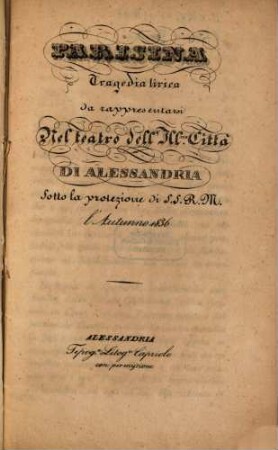 PARISINA
Tragedia lirica
da rappresentarsi
Nel teatro dell'Ill.ma Città
DI ALESSANDRIA
Sotto la protezione di S.S.R.M.
l'Autunno 1836
ALESSANDRIA
Tipog.a Litog.a Capriolo
con permissione